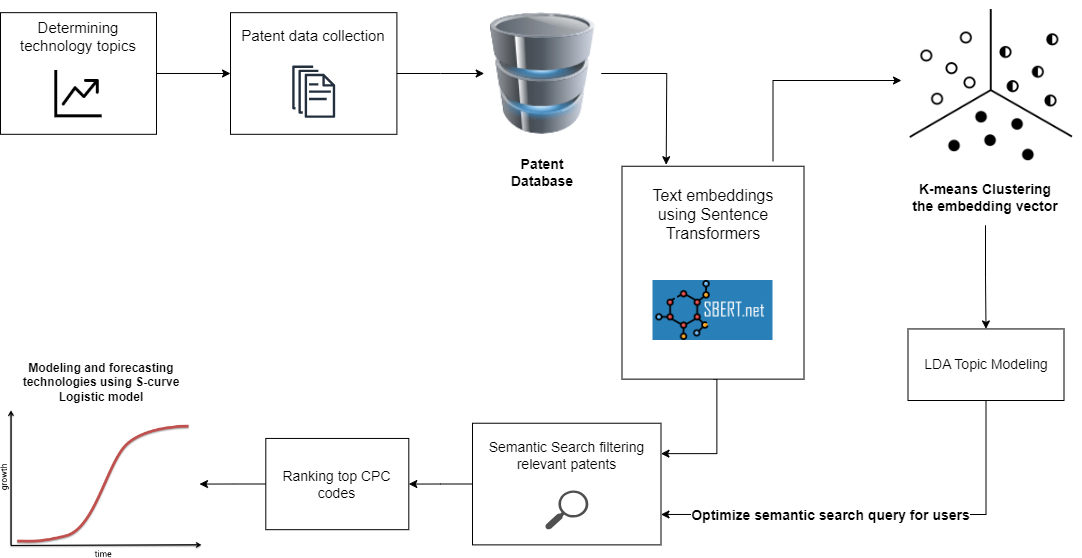 Determining
technology topics
Patent data collection
Patent
Database
Text embeddings
using Sentence
Transformers
SBERT.net
K-means Clustering
the embedding vector
LDA Topic Modeling
Optimize semantic search query for users
Semantic Search filtering
relevant patents
Ranking top CPC
codes
Modeling and forecasting
technologies using S-curve
Logistic model
growth
time